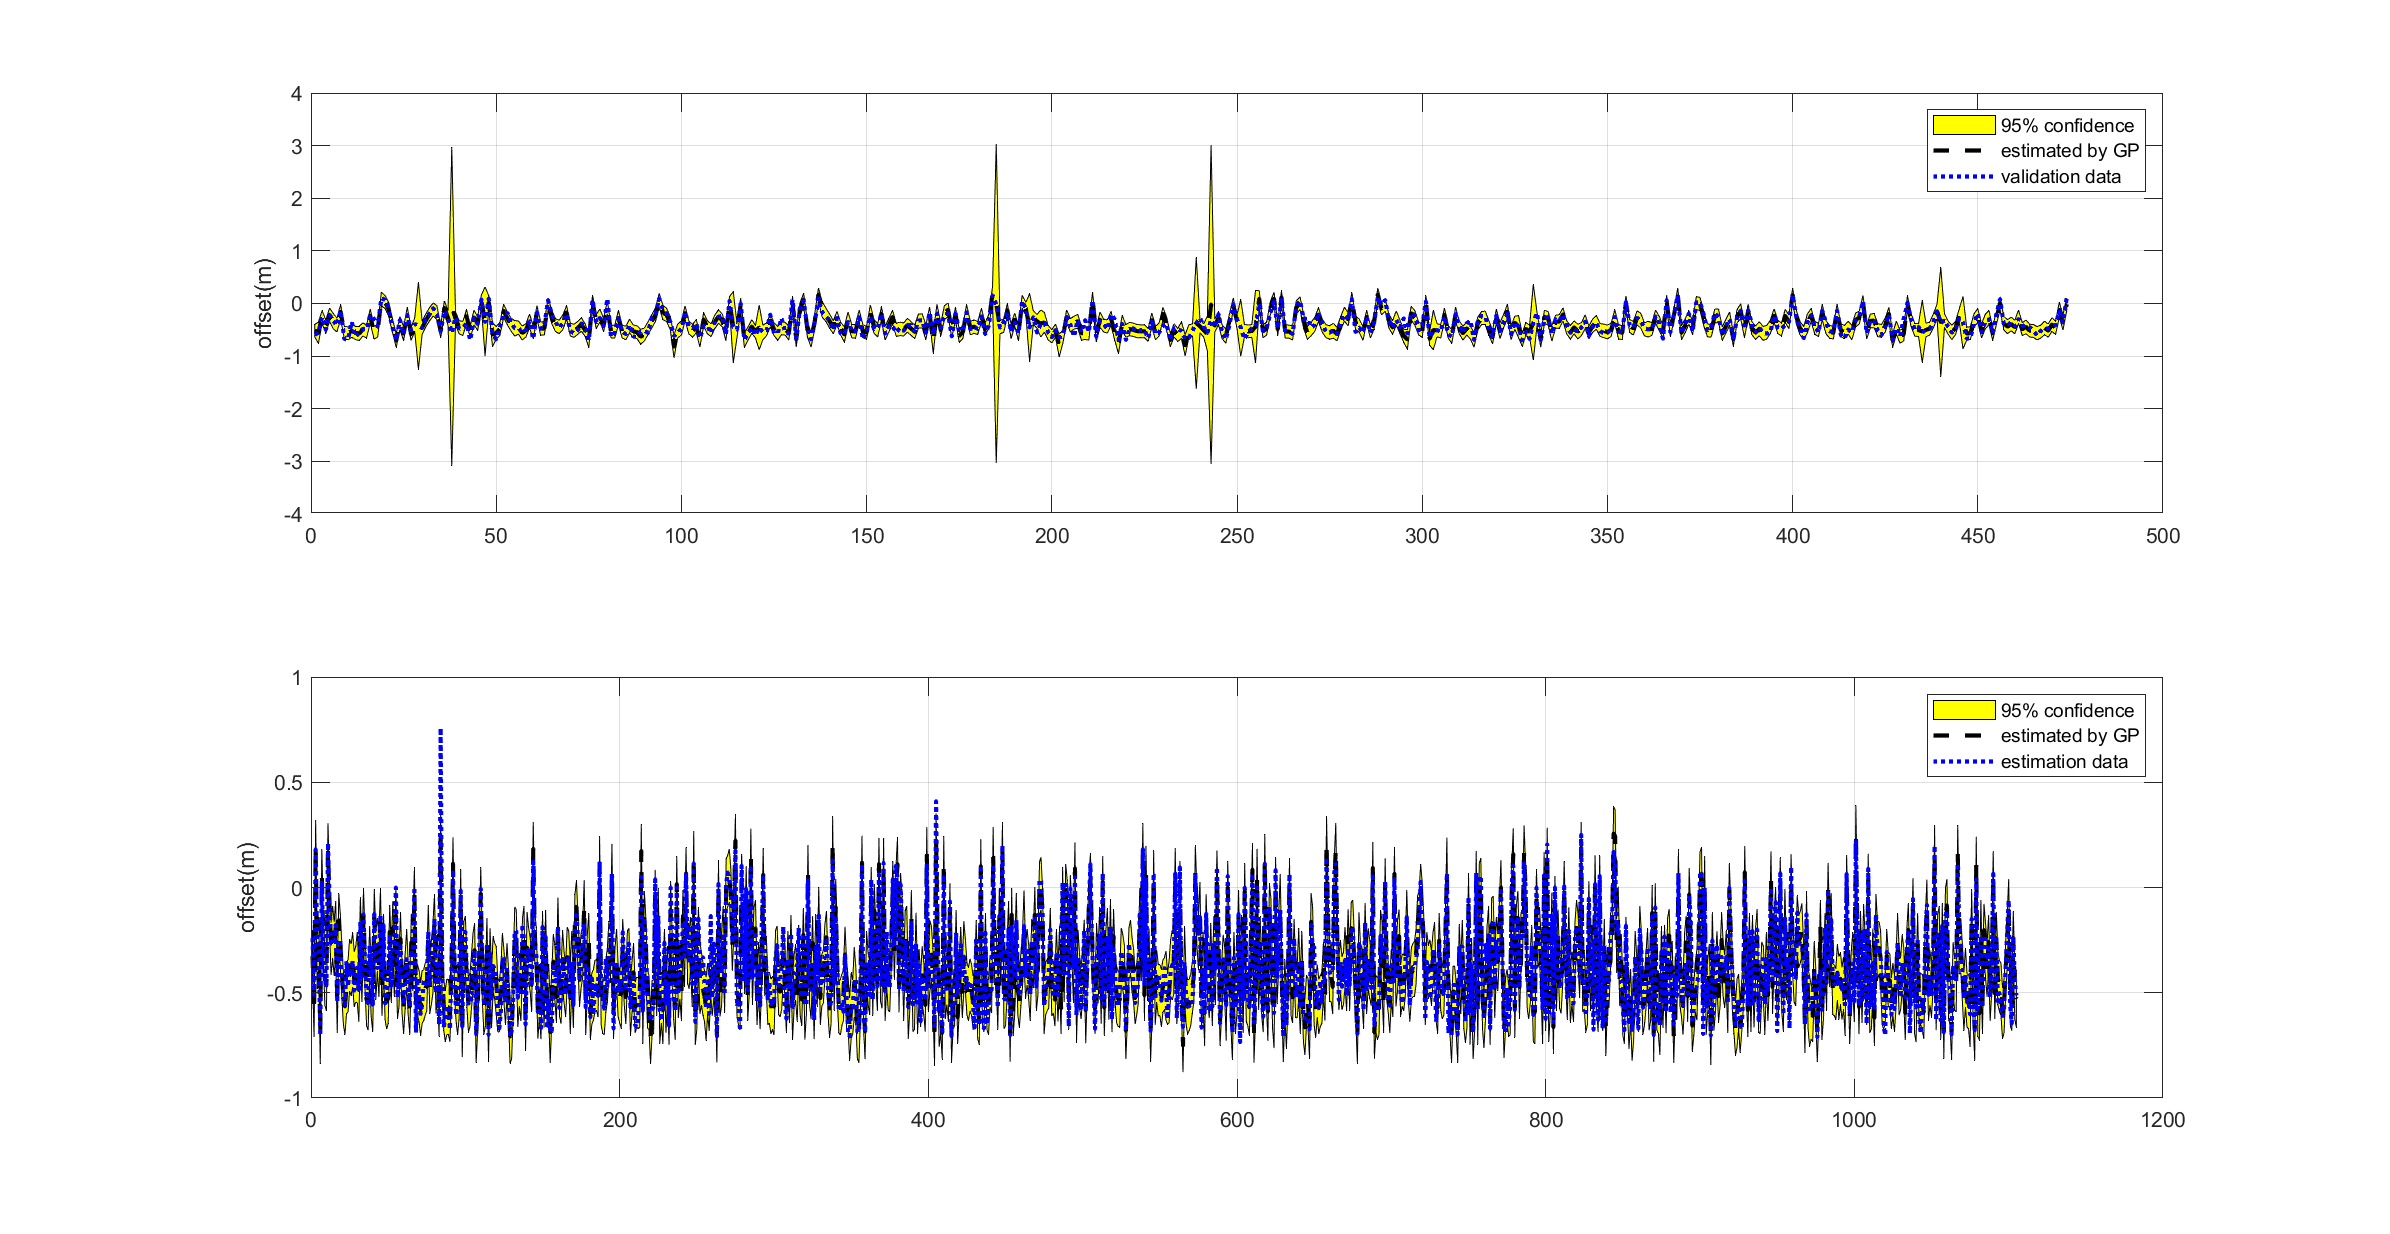 4
3
2
1
0
-1
-2
-3
-4
offset(m)
95% confidence
estimated by GP
validation data
0 50 100 150 200 250 300 350 400 450 500
1
0.5
0
-0.5
-1
offset(m)
95% confidence
estimated by GP
estimation data
0 200 400 600 800 1000 1200